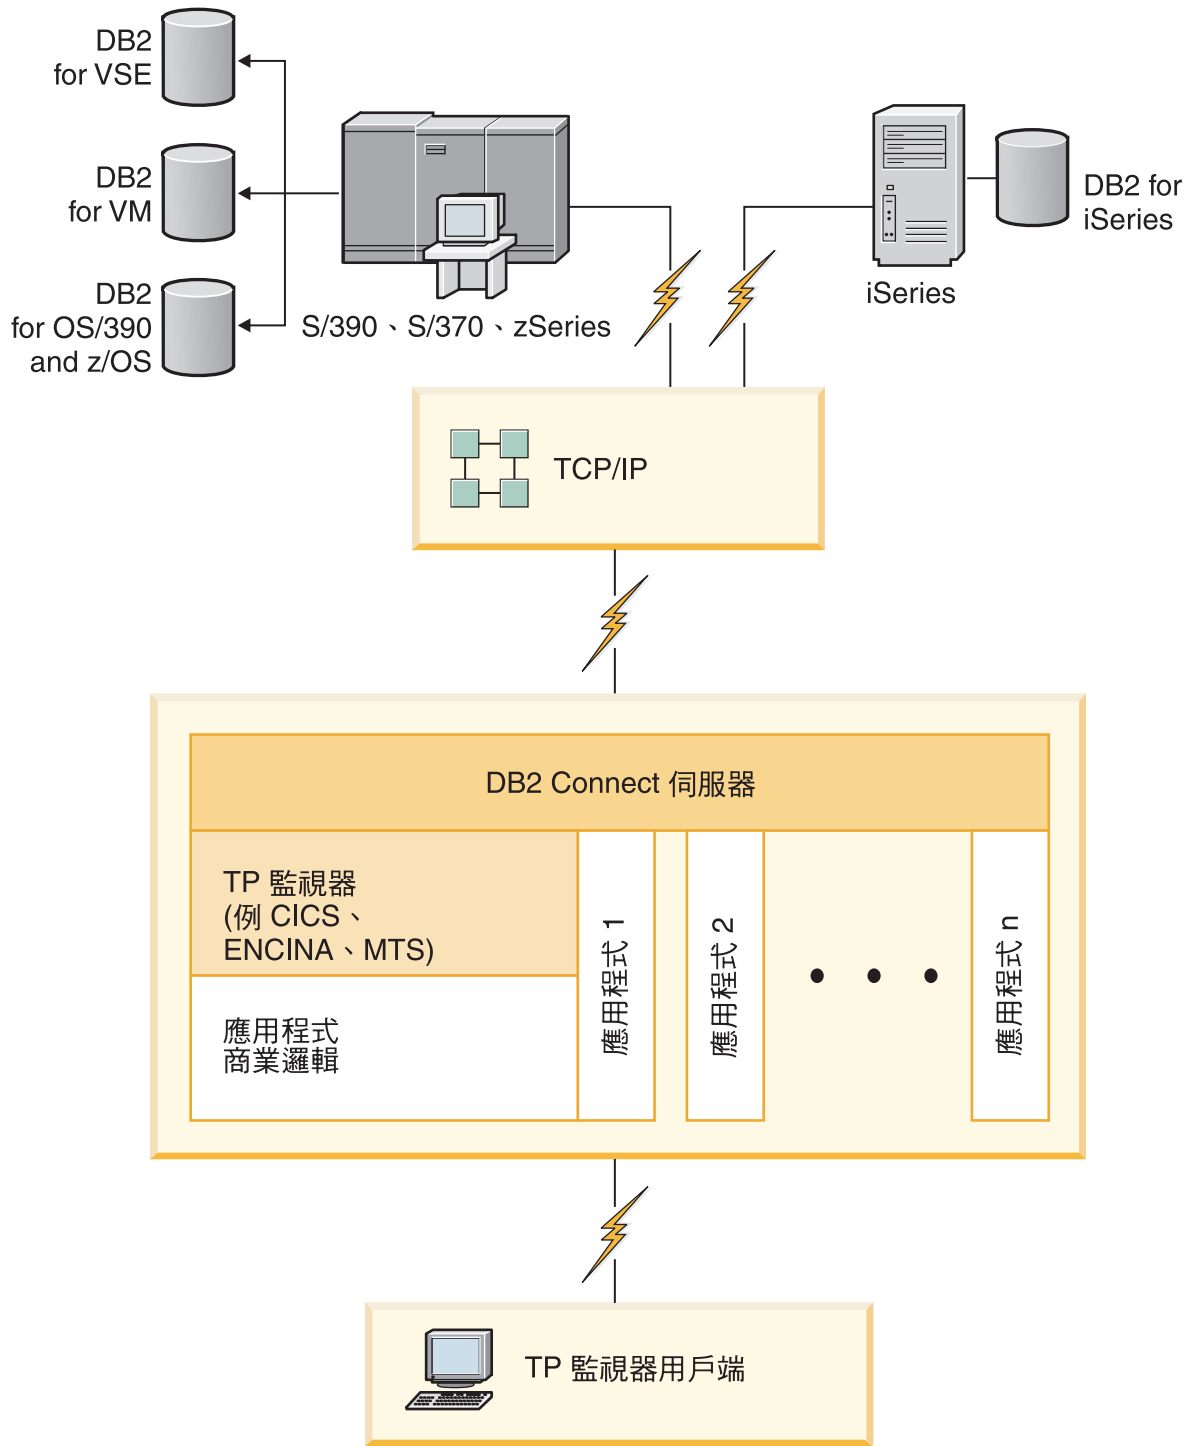 DB2
for VSE
DB2
for VM
DB2
for OS/390
and z/OS
S/390、S/370、zSeries
DB2 for
iSeries
iSeries
TCP/IP
DB2 Connect 伺服器
TP 監視器
(例 CICS、
ENCINA、MTS)
應用程式
商業邏輯
應用程式 1
應用程式 2
應用程式 n
TP 監視器用戶端